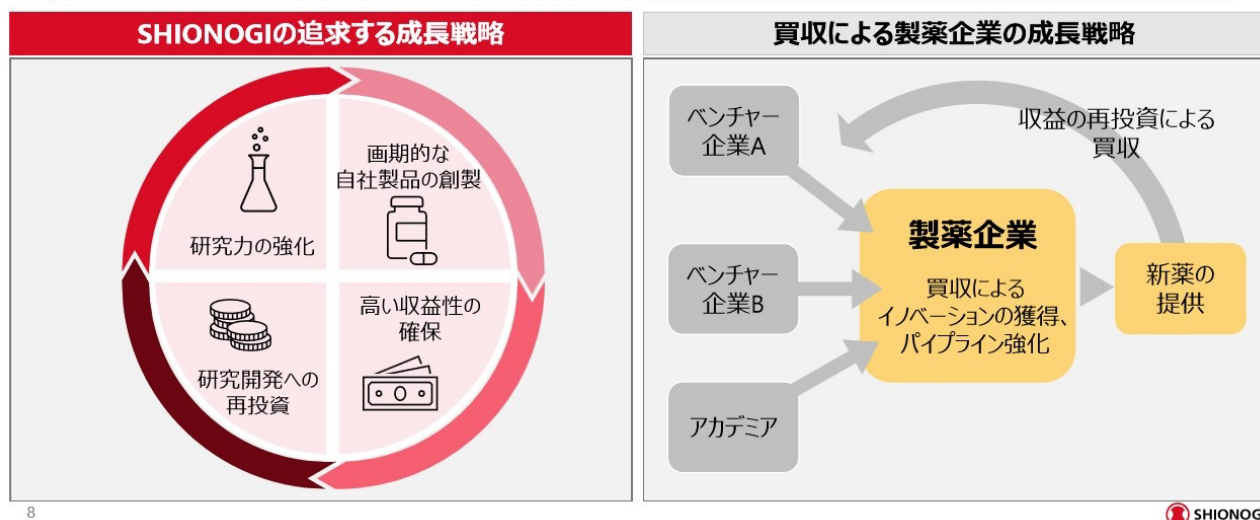 SHIONOGIの追求する成長戦略
研究力の強化
画期的な
自社製品の創製
高い収益性の
確保
研究開発への
再投資
買収による製薬企業の成長戦略
ベンチャー
企業A
ベンチャー
企業B
アカデミア
収益の再投資による
買収
製薬企業
買収による
イノベーションの獲得、
パイプライン強化
新薬の
提供
8
SHIONOG